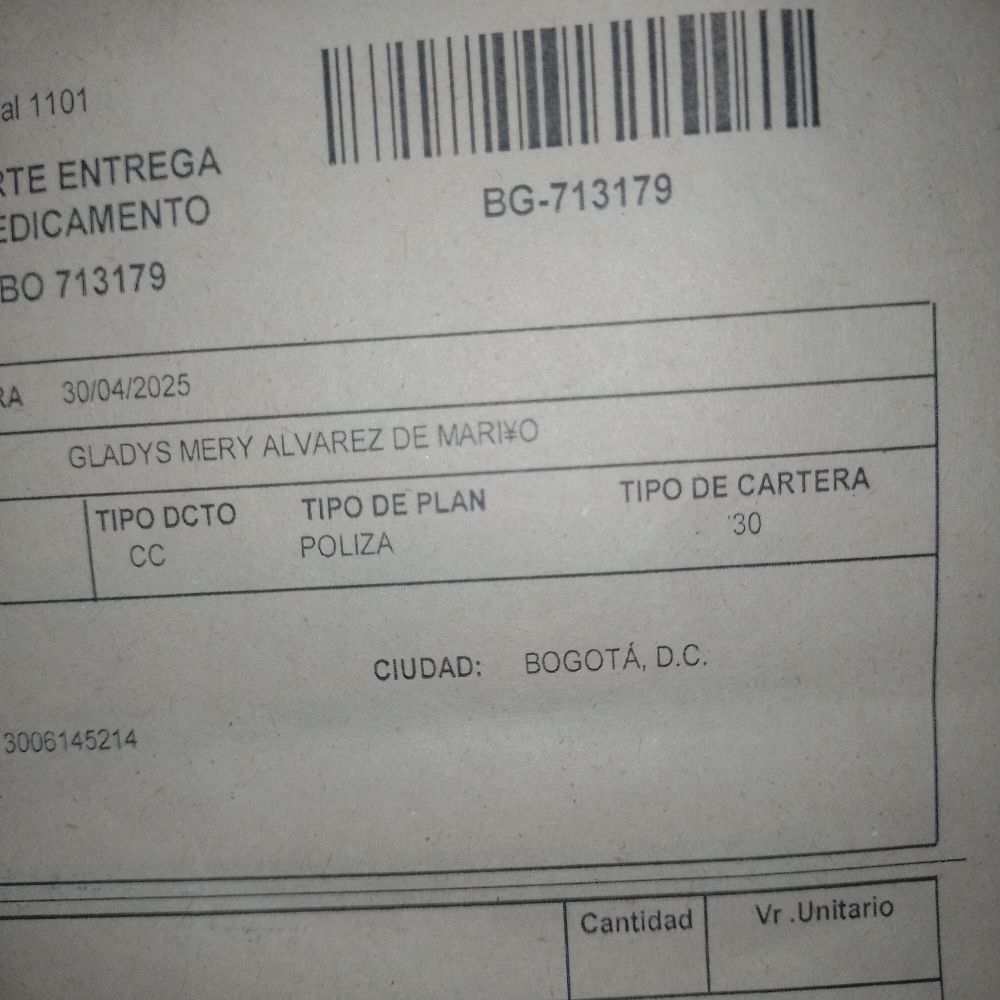 al 1101
RTE ENTREGA
EDICAMENTO
BO 713179
BG-713179
RA 30/04/2025
GLADYS MERY ALVAREZ DE MARI¥O
TIPO DCTO TIPO DE PLAN TIPO DE CARTERA
CC POLIZA 30
CIUDAD: BOGOTÁ, D.C.
3006145214
Cantidad Vr .Unitario